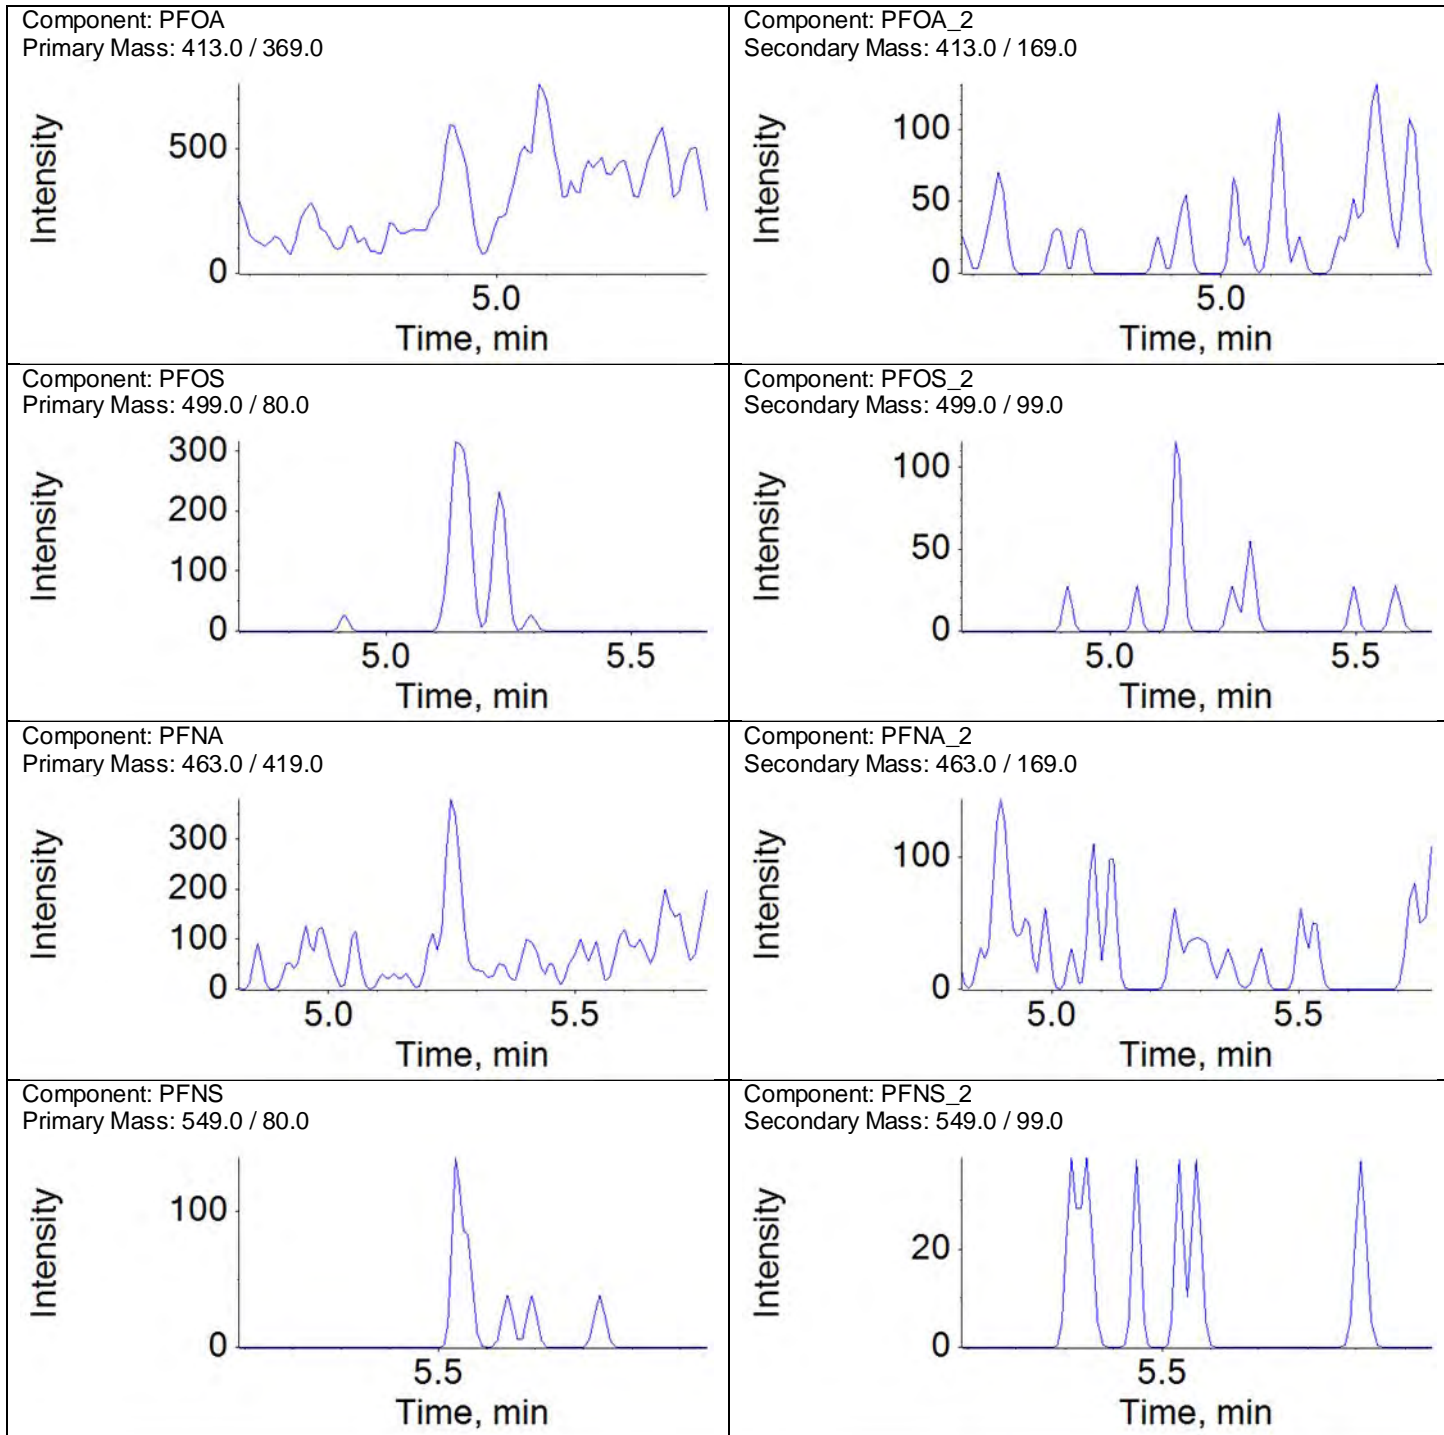 Component: PFOA
Primary Mass: 413.0 / 369.0
Intensity
500
0
5.0
Time, min
Component: PFOA_2
Secondary Mass: 413.0 / 169.0
Intensity
100
50
0
5.0
Time, min
Component: PFOS
Primary Mass: 499.0 / 80.0
Intensity
300
200
100
0
5.0 5.5
Time, min
Component: PFOS_2
Secondary Mass: 499.0 / 99.0
Intensity
100
50
0
5.0 5.5
Time, min
Component: PFNA
Primary Mass: 463.0 / 419.0
Intensity
300
200
100
0
5.0 5.5
Time, min
Component: PFNA_2
Secondary Mass: 463.0 / 169.0
Intensity
100
0
5.0 5.5
Time, min
Component: PFNS
Primary Mass: 549.0 / 80.0
Intensity
100
0
5.5
Time, min
Component: PFNS_2
Secondary Mass: 549.0 / 99.0
Intensity
20
0
5.5
Time, min